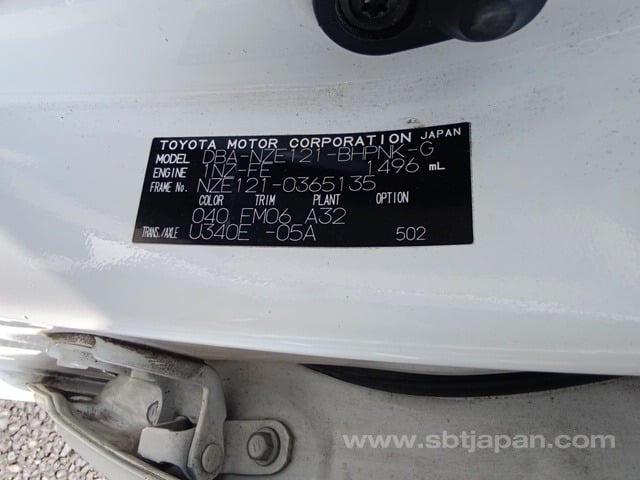 TOYOTA MOTOR CORPORATION JAPAN
MODEL DBA-NZE121-BHPNK-G
ENGINE 1NZ-FE 1496 mL
FRAME No. NZE121-0365135
COLOR TRIM PLANT OPTION
040 FM06 A32
TRANS./AXLE U340E -05A 502
www.sbtjapan.com